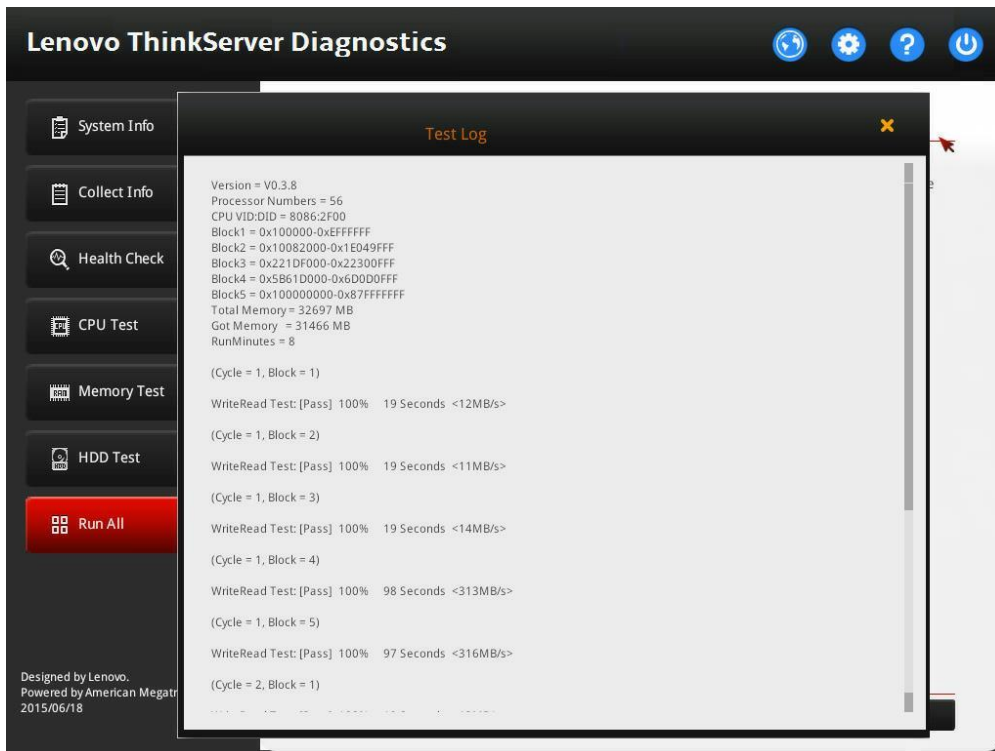 Lenovo ThinkServer Diagnostics
System Info
Collect Info
Health Check
CPU Test
Memory Test
HDD Test
Run All
Designed by Lenovo.
Powered by American Megatr
2015/06/18
Test Log
Version = V0.3.8
Processor Numbers = 56
CPU VID:DID = 8086:2F00
Block1 = 0x100000-0xEFFFFFF
Block2 = 0x10082000-0x1E049FFF
Block3 = 0x221DF000-0x22300FFF
Block4 = 0x5B61D000-0x6D0D0FFF
Block5 = 0x100000000-0x87FFFFFFF
Total Memory = 32697 MB
Got Memory = 31466 MB
RunMinutes = 8
(Cycle = 1, Block = 1)
WriteRead Test: [Pass] 100% 19 Seconds <12MB/s>
(Cycle = 1, Block = 2)
WriteRead Test: [Pass] 100% 19 Seconds <11MB/s>
(Cycle = 1, Block = 3)
WriteRead Test: [Pass] 100% 19 Seconds <14MB/s>
(Cycle = 1, Block = 4)
WriteRead Test: [Pass] 100% 98 Seconds <313MB/s>
(Cycle = 1, Block = 5)
WriteRead Test: [Pass] 100% 97 Seconds <316MB/s>
(Cycle = 2, Block = 1)